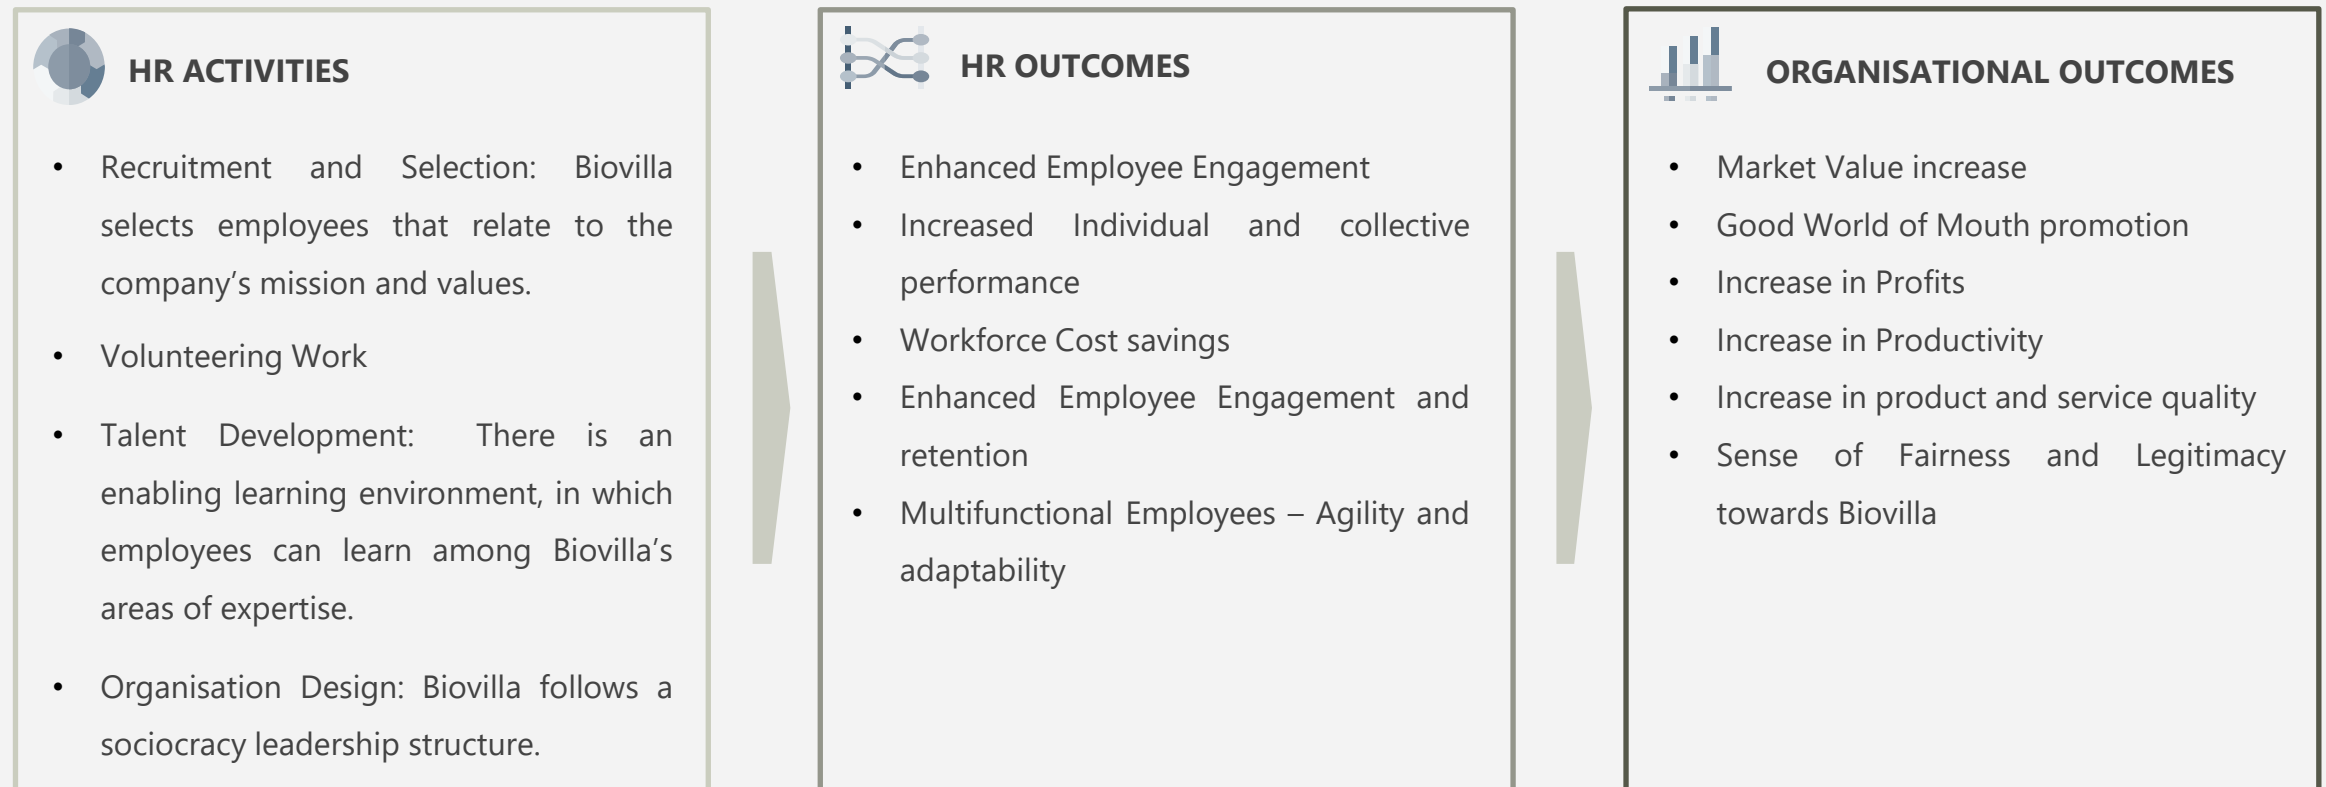 HR ACTIVITIES
• Recruitment and Selection: Biovilla
selects employees that relate to the
company’s mission and values.
• Volunteering Work
• Talent Development: There is an
enabling learning environment, in which
employees can learn among Biovilla’s
areas of expertise.
• Organisation Design: Biovilla follows a
sociocracy leadership structure.
HR OUTCOMES
• Enhanced Employee Engagement
• Increased Individual and collective
performance
• Workforce Cost savings
• Enhanced Employee Engagement and
retention
• Multifunctional Employees – Agility and
adaptability
ORGANISATIONAL OUTCOMES
• Market Value increase
• Good World of Mouth promotion
• Increase in Profits
• Increase in Productivity
• Increase in product and service quality
• Sense of Fairness and Legitimacy
towards Biovilla